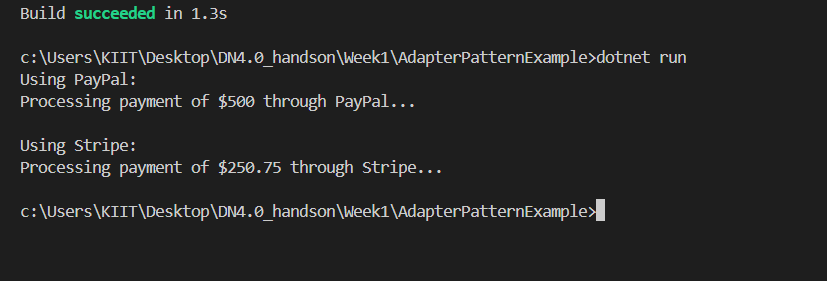 Build succeeded in 1.3s
c:\Users\KIIT\Desktop\DN4.0_handson\Week1\AdapterPatternExample>dotnet run
Using PayPal:
Processing payment of $500 through PayPal...
Using Stripe:
Processing payment of $250.75 through Stripe...
c:\Users\KIIT\Desktop\DN4.0_handson\Week1\AdapterPatternExample>